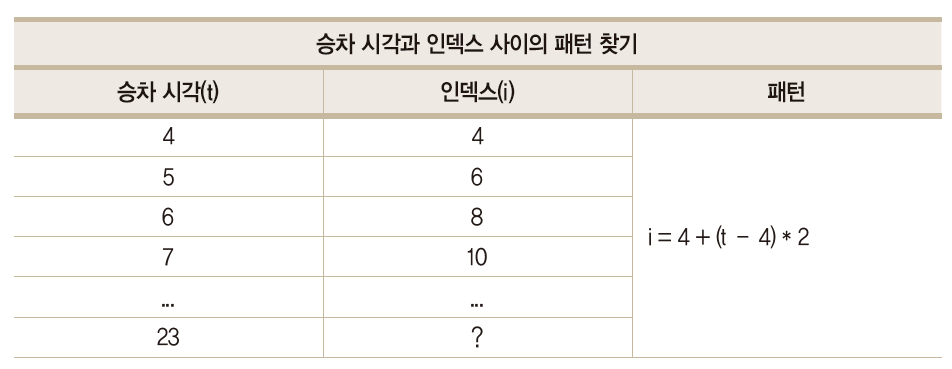 승차 시각과 인덱스 사이의 패턴 찾기
승차 시각(t) 인덱스(i) 패턴
4 4
5 6
6 8
i = 4 + (t - 4) * 2
7 10
... ...
23 ?